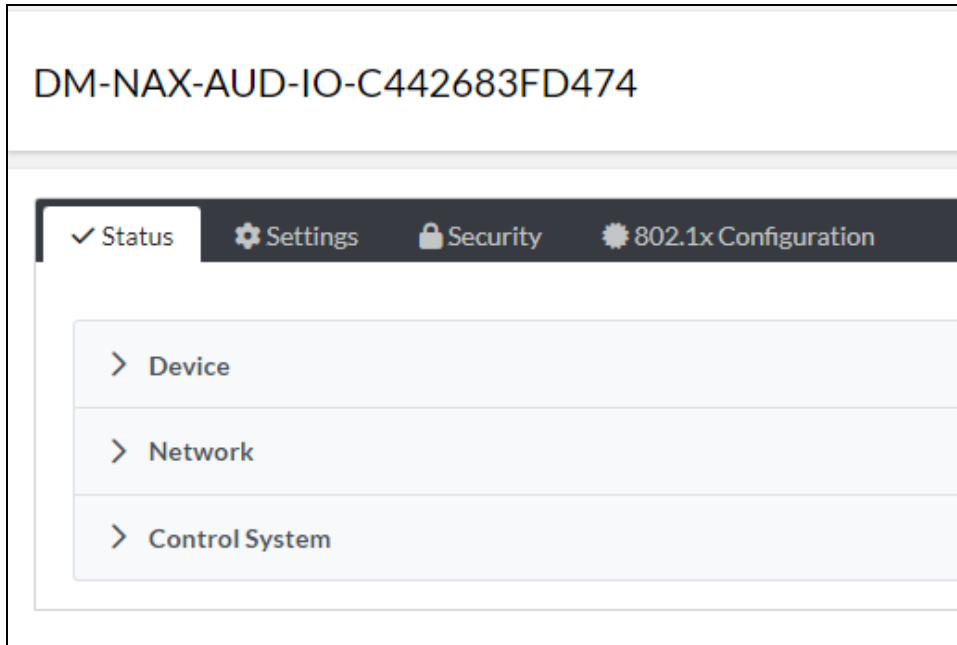 DM-NAX-AUD-IO-C442683FD474
Status Settings Security 802.1x Configuration
Device
Network
Control System